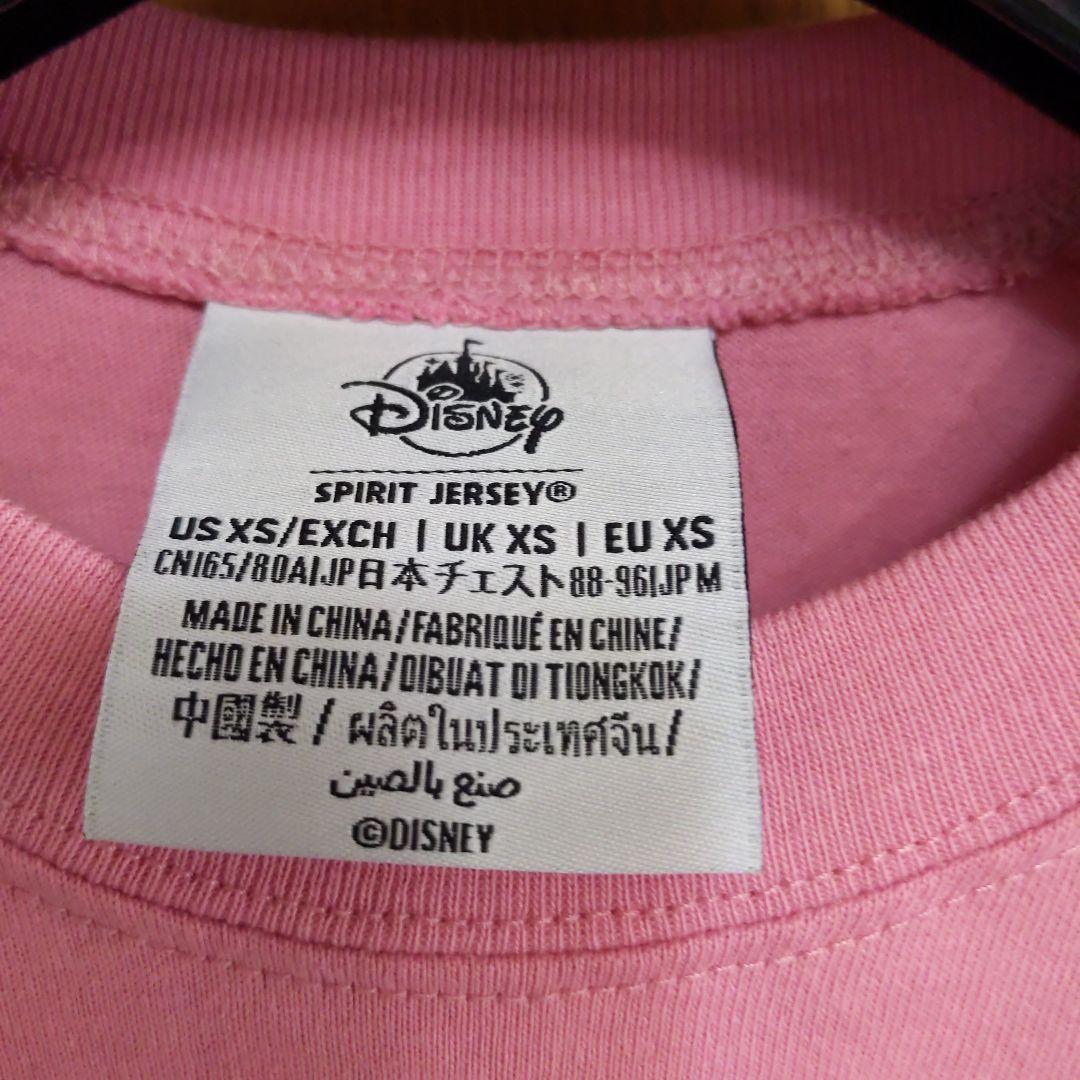 DISNEY
SPIRIT JERSEY®
US XS/EXCH | UK XS | EU XS
CN165/80A|JP日本チェスト88-96|JP M
MADE IN CHINA/FABRIQUÉ EN CHINE/
HECHO EN CHINA/DIBUAT DI TIONGKOK/
中國製/ ผลิตในประเทศจีน/
صنع بالصين
©DISNEY